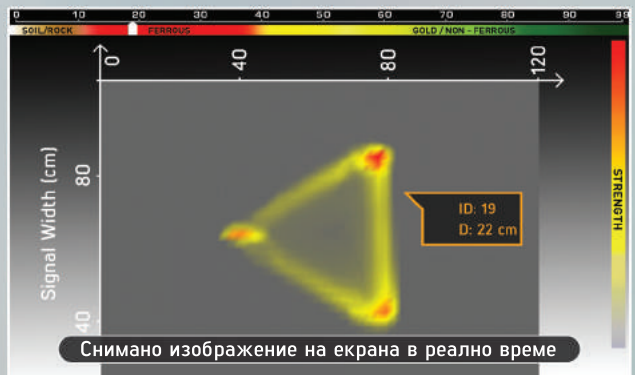 0 10 20 30 40 50 60 70 80 90 99
SOIL/ROCK FERROUS GOLD/NON - FERROUS
0 40 80 120
Signal Width (cm)
80
40
ID: 19
D: 22 cm
STRENGTH
Снимано изображение на екрана в реално време